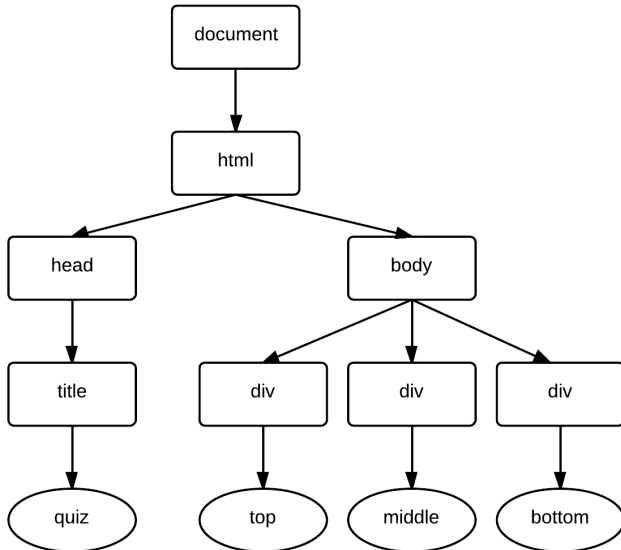 document
html
head
body
title
div
div
div
quiz
top
middle
bottom